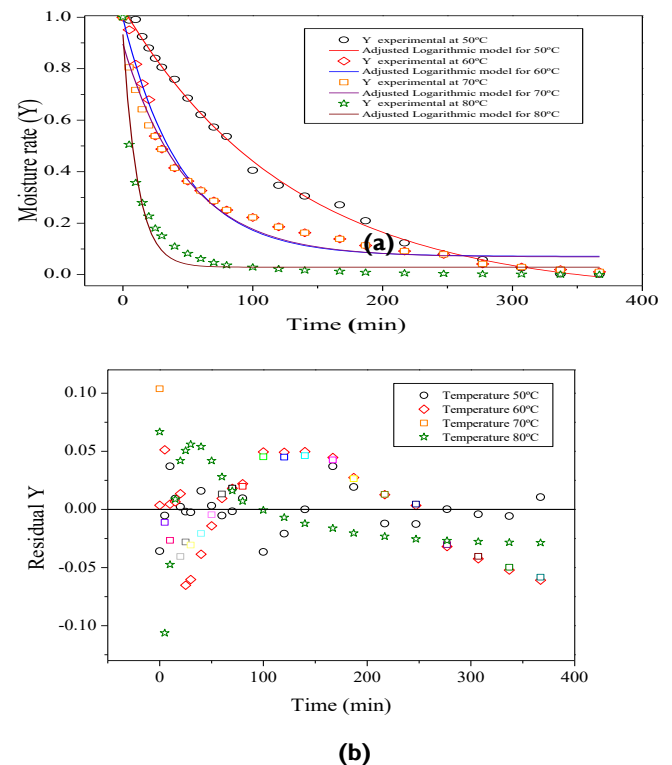 1.0
0.8
0.6
0.4
0.2
0.0
Moisture rate (Y)
Y experimental at 50ºC
Adjusted Logarithmic model for 50ºC
Y experimental at 60ºC
Adjusted Logarithmic model for 60ºC
Y experimental at 70ºC
Adjusted Logarithmic model for 70ºC
Y experimental at 80ºC
Adjusted Logarithmic model for 80ºC
(a)
0 100 200 300 400
Time (min)
0.10
0.05
0.00
-0.05
-0.10
Residual Y
Temperature 50ºC
Temperature 60ºC
Temperature 70ºC
Temperature 80ºC
0 100 200 300 400
Time (min)
(b)